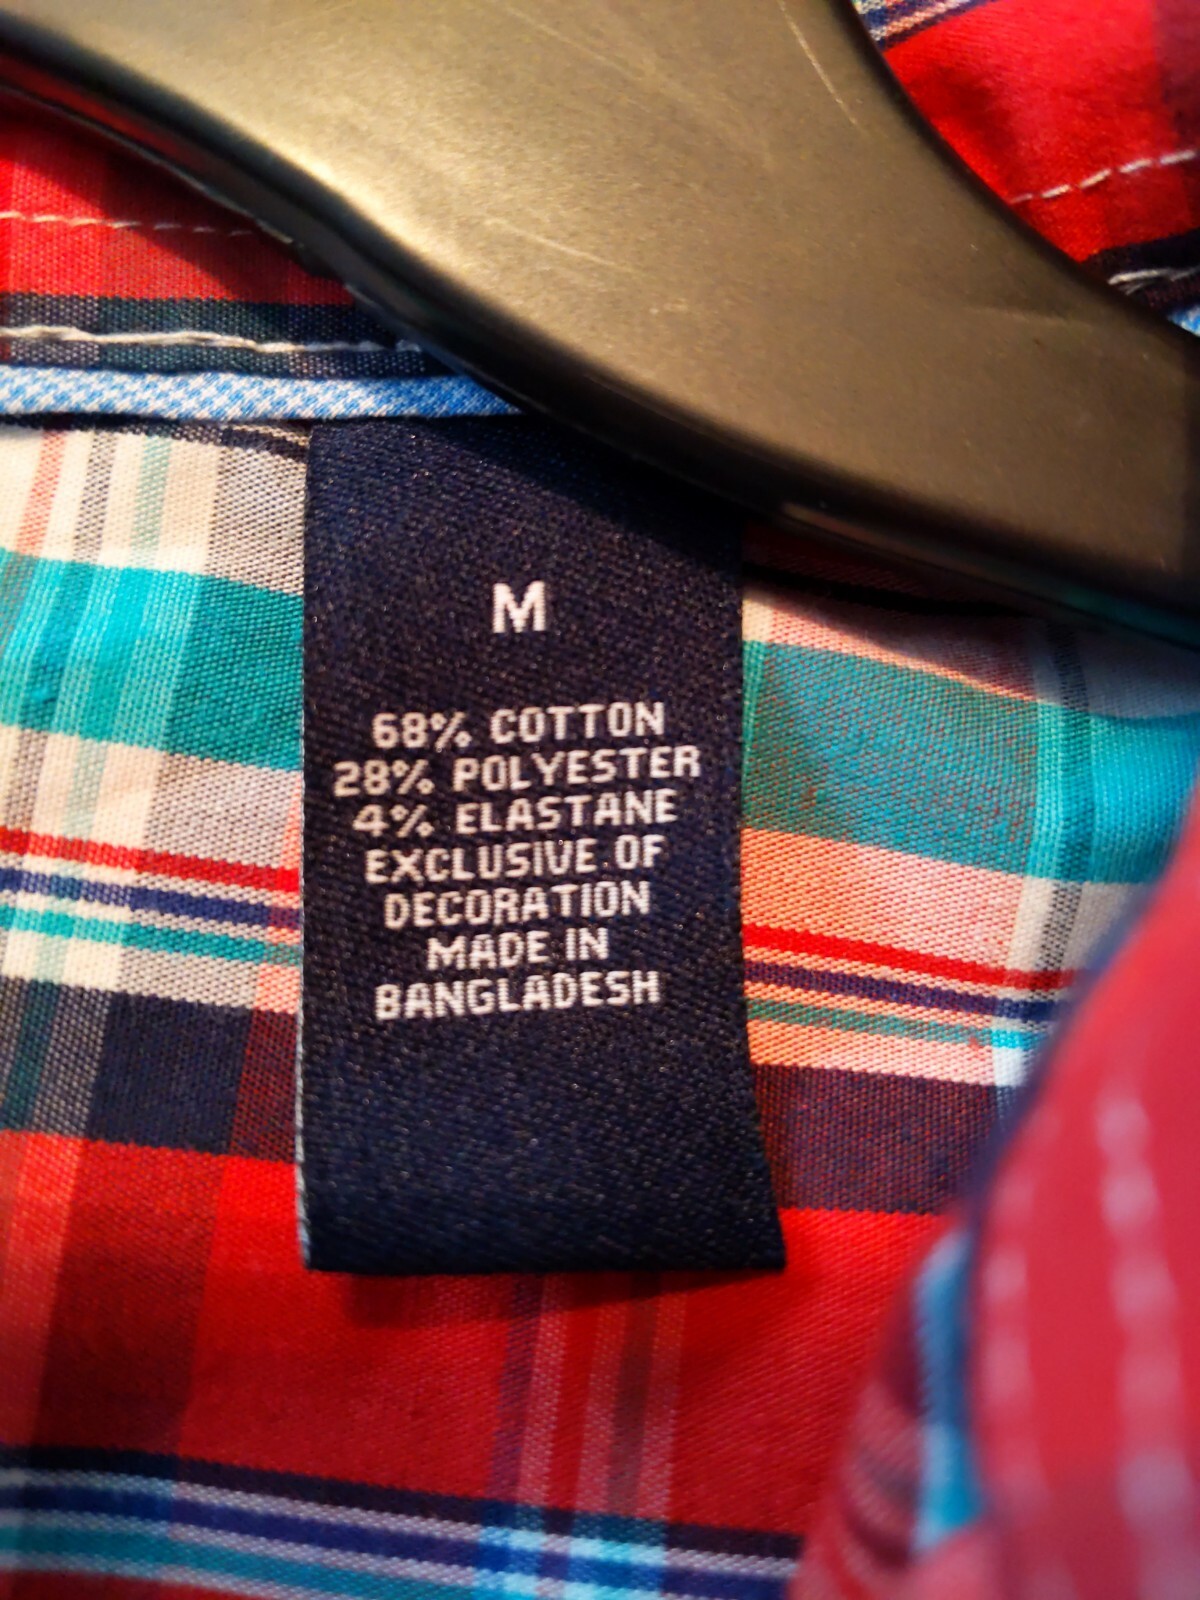 M
68% COTTON
28% POLYESTER
4% ELASTANE
EXCLUSIVE OF
DECORATION
MADE IN
BANGLADESH